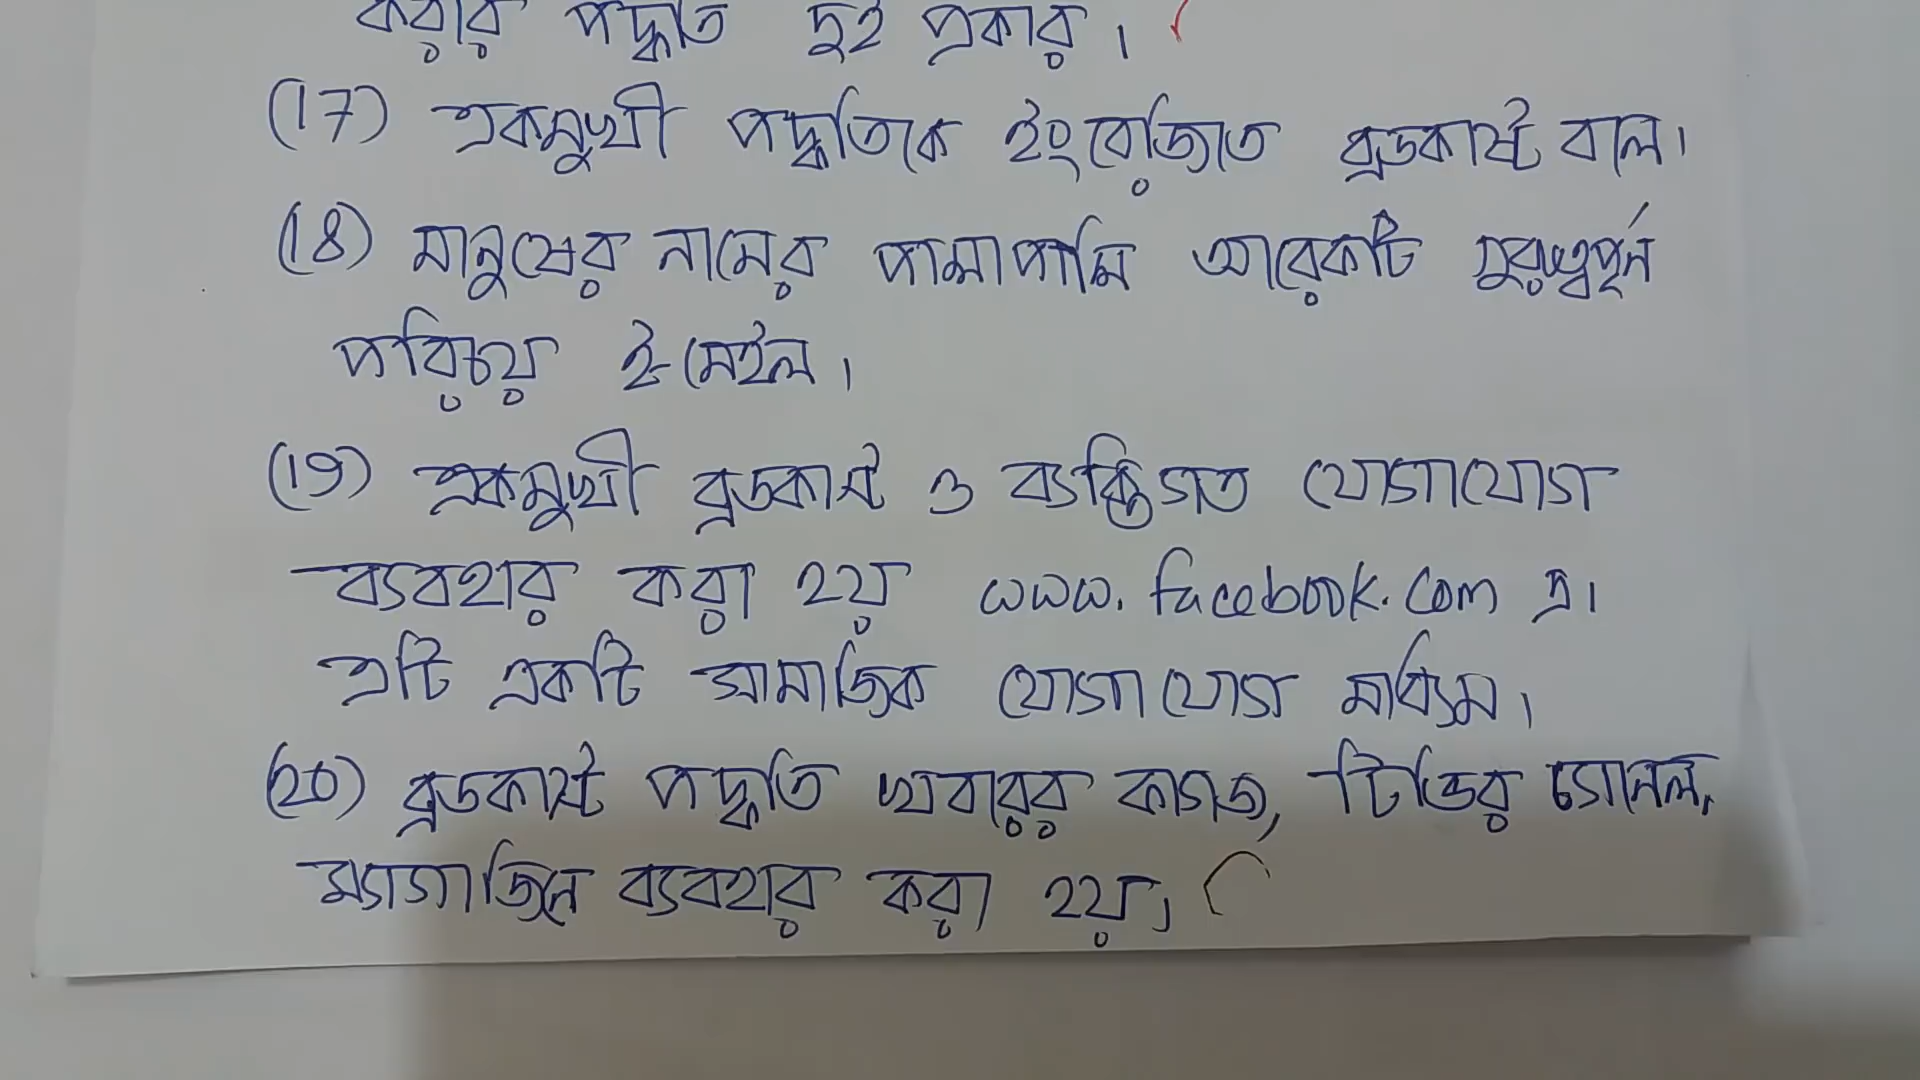 করার পদ্ধতি দুই প্রকার।
(17) একমুখী পদ্ধতিকে ইংরেজিতে ব্রডকাষ্ট বলে।
(18) মানুষের নামের পাশাপাশি আরেকটি গুরুত্বপূর্ন
পরিচয় ই-মেইল।
(19) একমুখী ব্রডকাষ্ট ও ব্যক্তিগত যোগাযোগ
ব্যবহার করা হয় www.facebook.com এ।
এটি একটি সামাজিক যোগাযোগ মাধ্যম।
(20) ব্রডকাষ্ট পদ্ধতি খবরের কাগজ, টিভির চ্যানেল,
ম্যাগাজিনে ব্যবহার করা হয়।